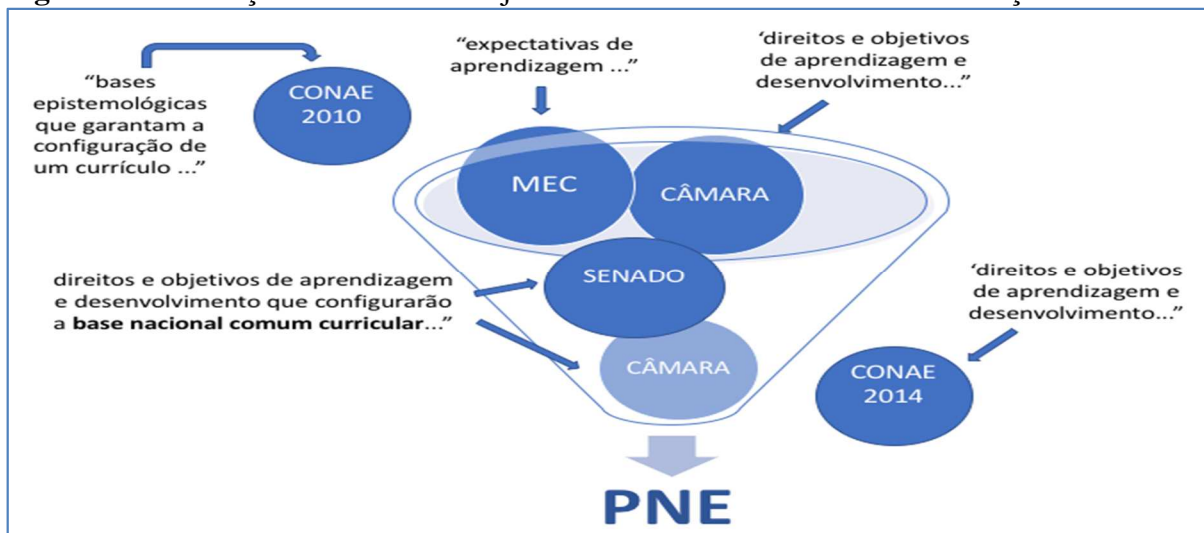 “bases
epistemológicas
que garantam a
configuração de
um currículo ...”
CONAE
2010
“expectativas de
aprendizagem ...”
‘direitos e objetivos
de aprendizagem e
desenvolvimento...”
MEC
CÂMARA
SENADO
direitos e objetivos de aprendizagem
e desenvolvimento que configurarão
a base nacional comum curricular...”
CÂMARA
‘direitos e objetivos
de aprendizagem e
desenvolvimento...”
CONAE
2014
PNE